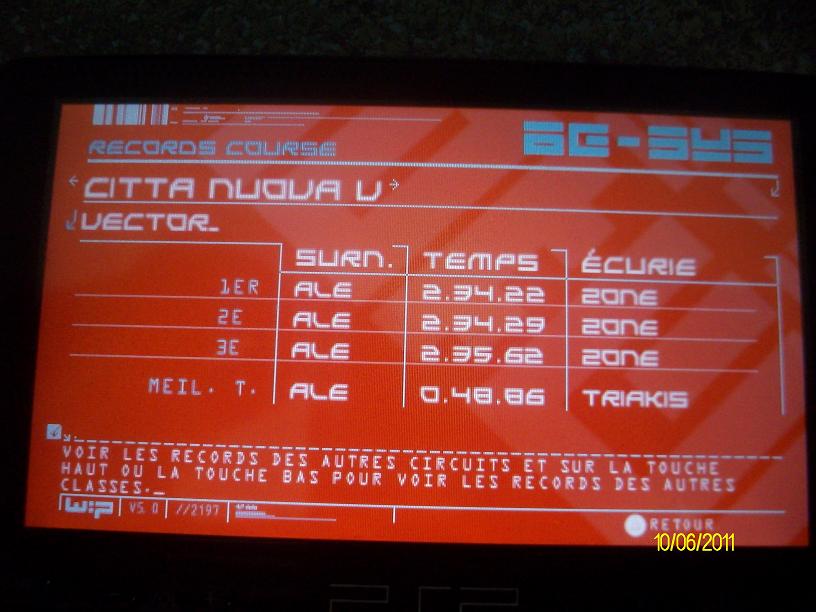 AG-SYS
RECORDS COURSE
CITTA NUOVA V
VECTOR_
SURN. TEMPS ÉCURIE
1ER ALE 2.34.22 ZONE
2E ALE 2.34.29 ZONE
3E ALE 2.35.62 ZONE
MEIL. T. ALE 0.48.86 TRIAKIS
VOIR LES RECORDS DES AUTRES CIRCUITS ET SUR LA TOUCHE
HAUT OU LA TOUCHE BAS POUR VOIR LES RECORDS DES AUTRES
CLASSES._
V5.0 //2197
RETOUR
10/06/2011